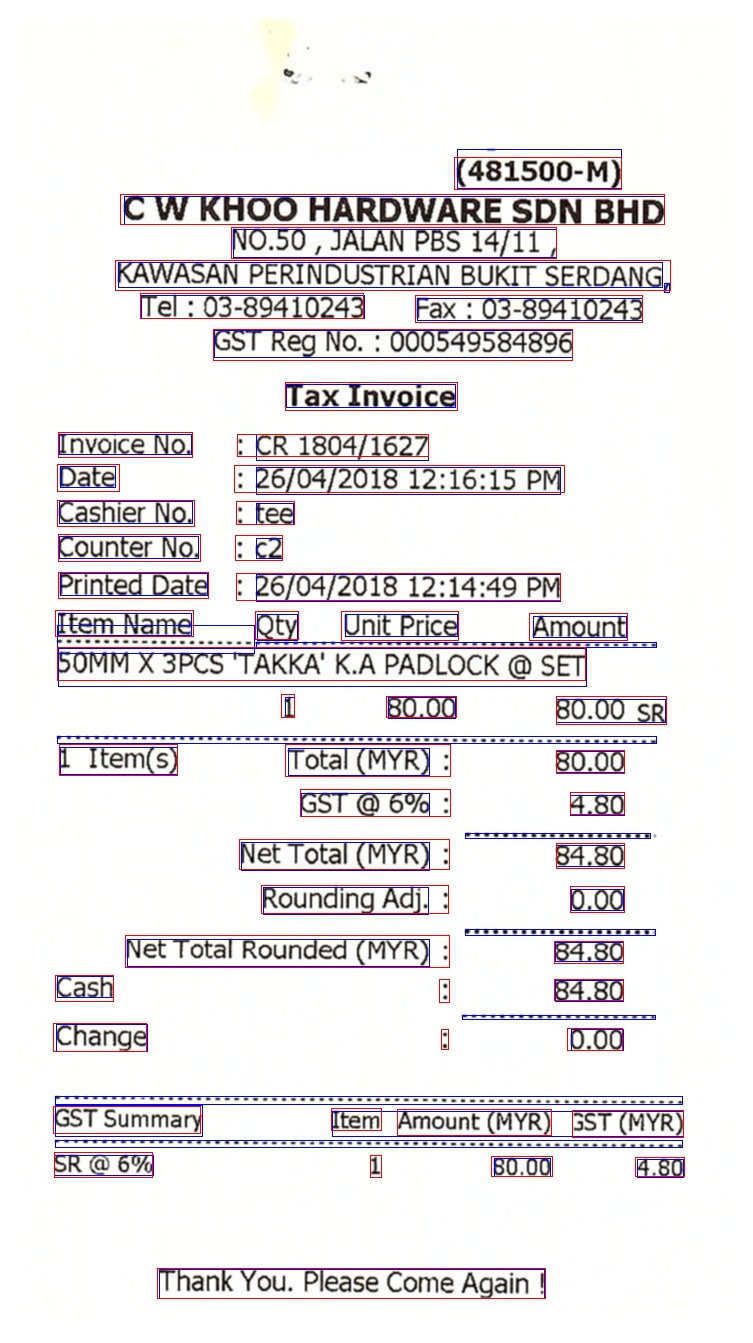 (481500-M)
C W KHOO HARDWARE SDN BHD
NO.50 , JALAN PBS 14/11 ,
KAWASAN PERINDUSTRIAN BUKIT SERDANG,
Tel : 03-89410243 Fax : 03-89410243
GST Reg No. : 000549584896
Tax Invoice
Invoice No. : CR 1804/1627
Date : 26/04/2018 12:16:15 PM
Cashier No. : tee
Counter No. : c2
Printed Date : 26/04/2018 12:14:49 PM
Item Name Qty Unit Price Amount
50MM X 3PCS 'TAKKA' K.A PADLOCK @ SET
1 80.00 80.00 SR
1 Item(s) Total (MYR) : 80.00
GST @ 6% : 4.80
Net Total (MYR) : 84.80
Rounding Adj. : 0.00
Net Total Rounded (MYR) : 84.80
Cash : 84.80
Change : 0.00
GST Summary Item Amount (MYR) GST (MYR)
SR @ 6% 1 80.00 4.80
Thank You. Please Come Again !